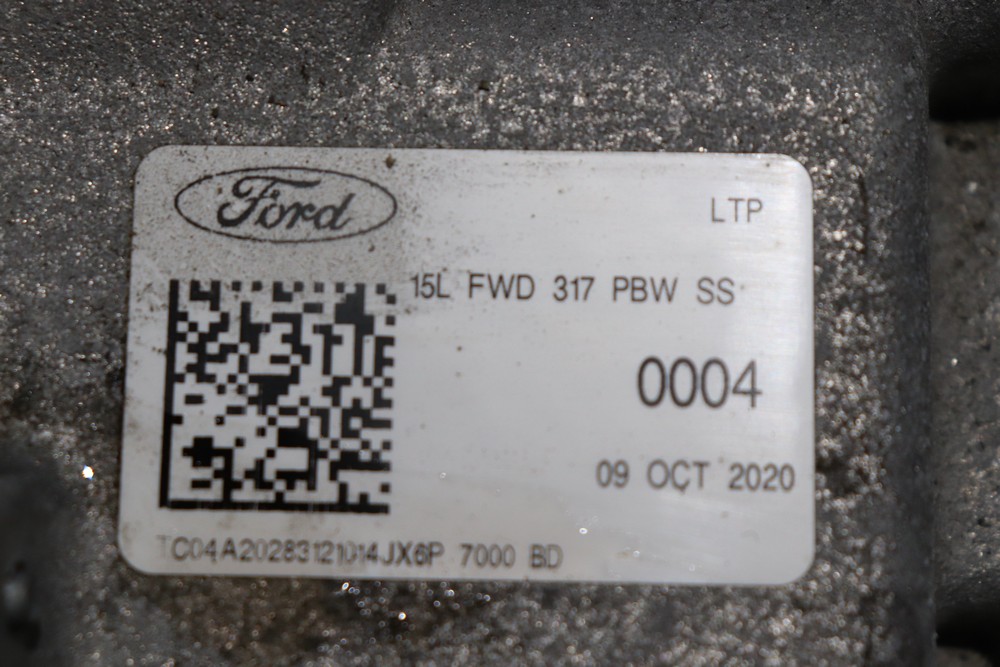 Ford
LTP
15L FWD 317 PBW SS
0004
09 OCT 2020
TC04A20283121014JX6P 7000 BD